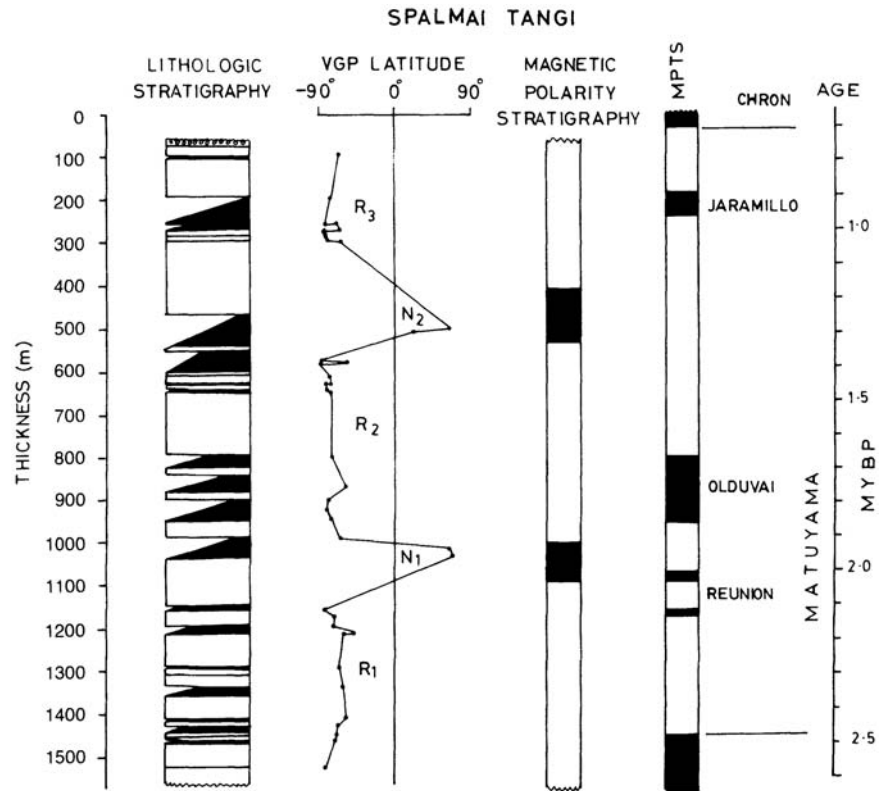 SPALMAI TANGI
LITHOLOGIC STRATIGRAPHY
VGP LATITUDE
-90° 0° 90°
MAGNETIC POLARITY STRATIGRAPHY
MPTS
CHRON
AGE
THICKNESS (m)
0
100
200
300
400
500
600
700
800
900
1000
1100
1200
1300
1400
1500
R3
N2
R2
N1
R1
JARAMILLO
OLDUVAI
REUNION
MATUYAMA
MYBP
1.0
1.5
2.0
2.5